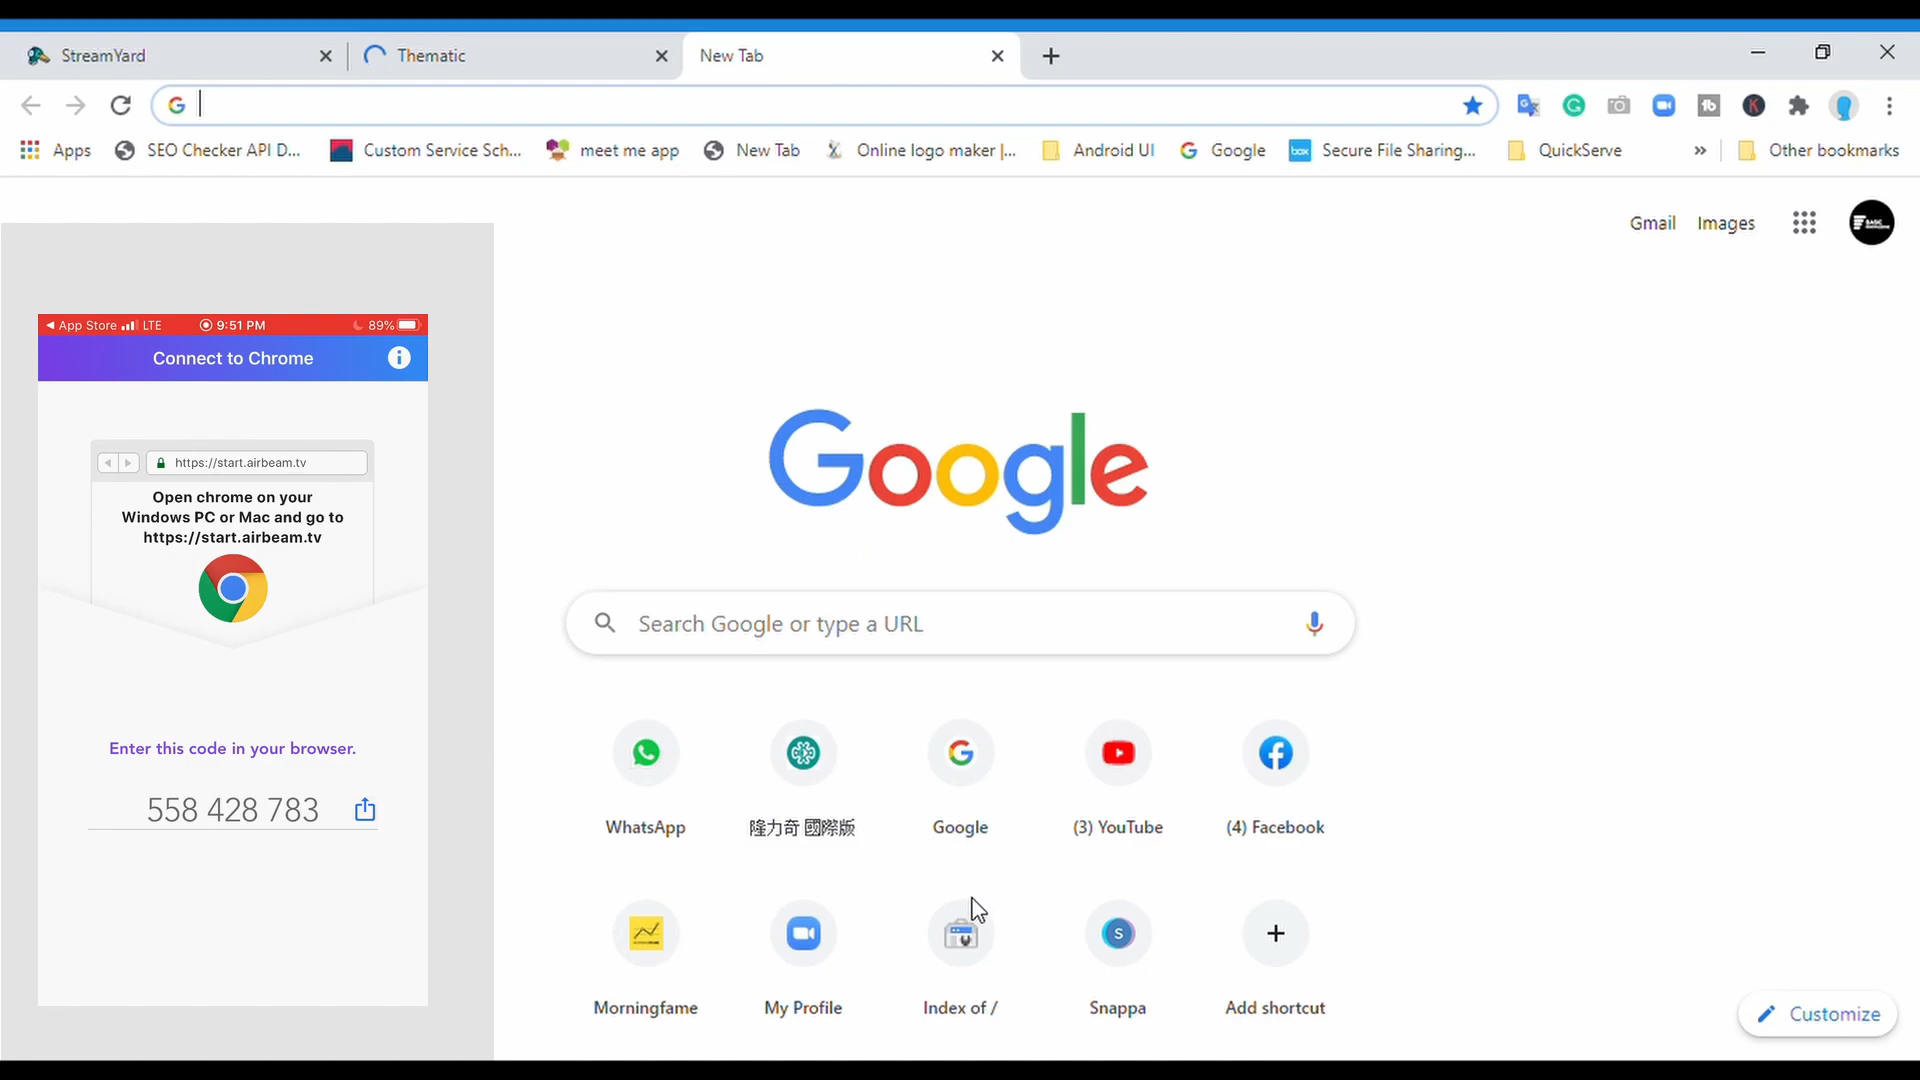 StreamYard
Thematic
New Tab
Apps
SEO Checker API D...
Custom Service Sch...
meet me app
New Tab
Online logo maker |...
Android UI
Google
Secure File Sharing...
QuickServe
Other bookmarks
Gmail
Images
App Store LTE
9:51 PM
89%
Connect to Chrome
https://start.airbeam.tv
Open chrome on your
Windows PC or Mac and go to
https://start.airbeam.tv
Enter this code in your browser.
558 428 783
Google
Search Google or type a URL
WhatsApp
隆力奇 國際版
Google
(3) YouTube
(4) Facebook
Morningfame
My Profile
Index of /
Snappa
Add shortcut
Customize